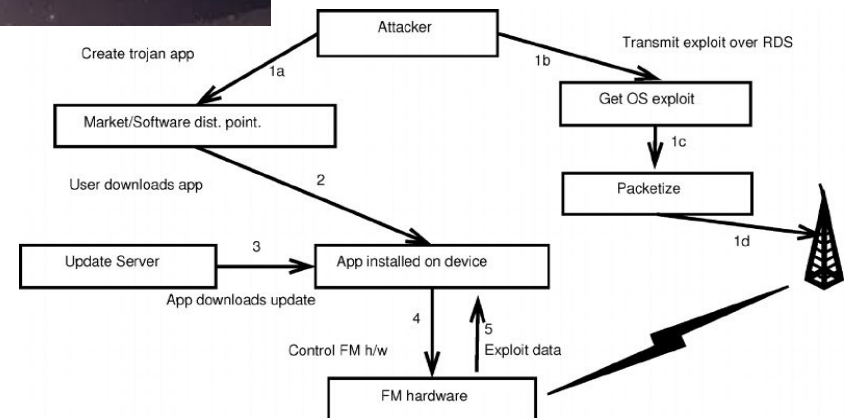 Attacker
Create trojan app
Transmit exploit over RDS
1a
1b
Get OS exploit
Market/Software dist. point.
1c
User downloads app
2
Packetize
1d
Update Server
3
App installed on device
App downloads update
4
5
Control FM h/w
Exploit data
FM hardware